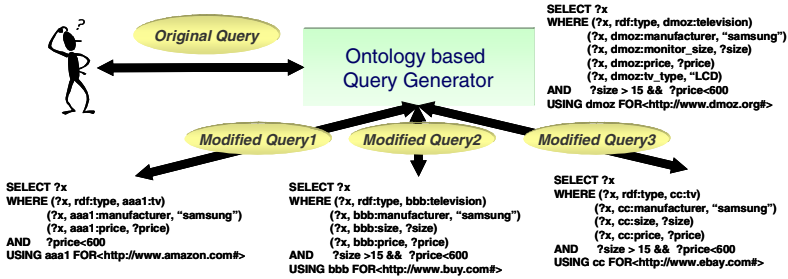 ?
Original Query
Ontology based
Query Generator
SELECT ?x
WHERE (?x, rdf:type, dmoz:television)
(?x, dmoz:manufacturer, “samsung”)
(?x, dmoz:monitor_size, ?size)
(?x, dmoz:price, ?price)
(?x, dmoz:tv_type, “LCD)
AND ?size > 15 && ?price<600
USING dmoz FOR<http://www.dmoz.org#>
Modified Query1
Modified Query2
Modified Query3
SELECT ?x
WHERE (?x, rdf:type, aaa1:tv)
(?x, aaa1:manufacturer, “samsung”)
(?x, aaa1:price, ?price)
AND ?price<600
USING aaa1 FOR<http://www.amazon.com#>
SELECT ?x
WHERE (?x, rdf:type, bbb:television)
(?x, bbb:manufacturer, “samsung”)
(?x, bbb:size, ?size)
(?x, bbb:price, ?price)
AND ?size >15 && ?price<600
USING bbb FOR<http://www.buy.com#>
SELECT ?x
WHERE (?x, rdf:type, cc:tv)
(?x, cc:manufacturer, “samsung”)
(?x, cc:size, ?size)
(?x, cc:price, ?price)
AND ?size > 15 && ?price<600
USING cc FOR<http://www.ebay.com#>